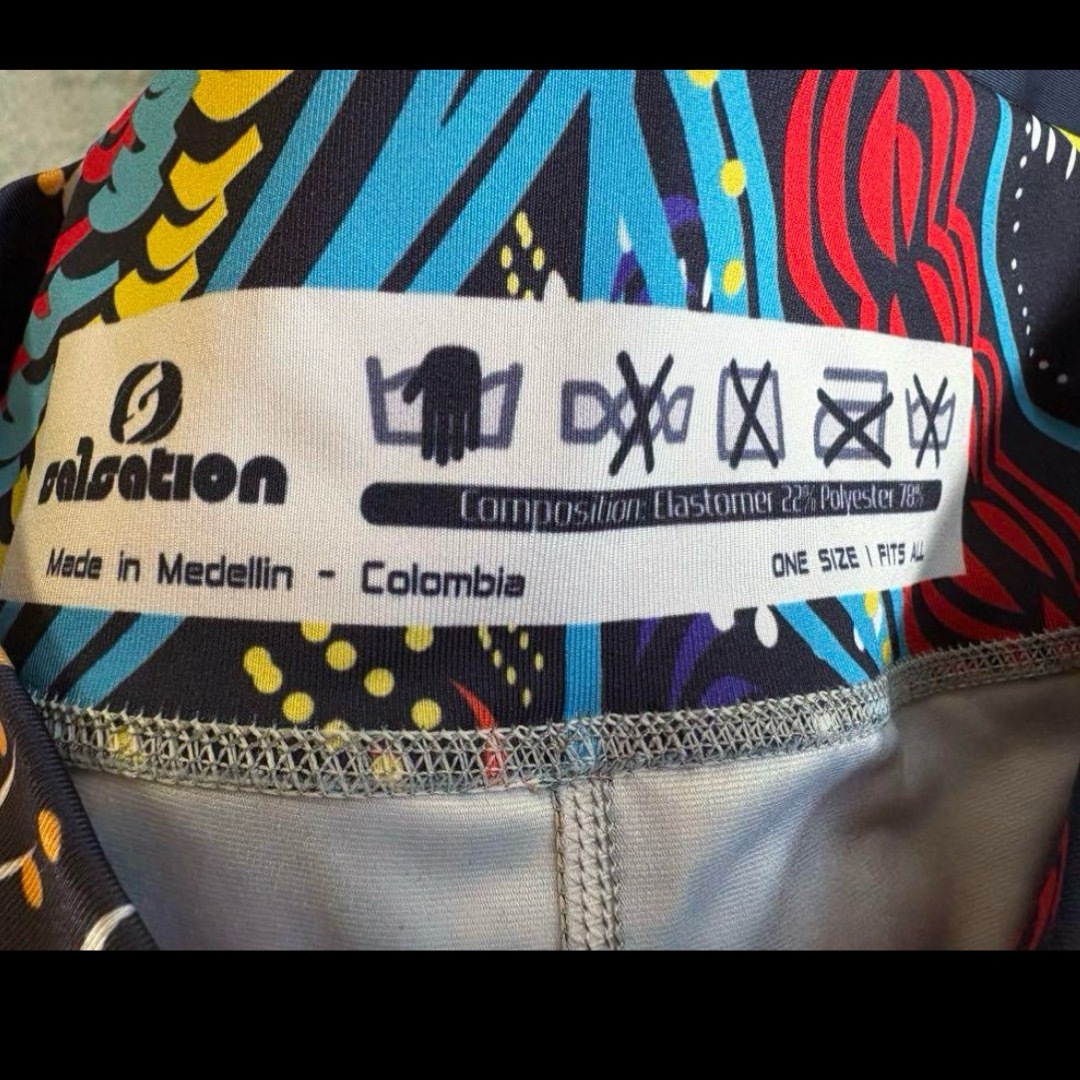 salsation
Composition: Elastomer 22% Polyester 78%
Made in Medellin - Colombia
ONE SIZE | FITS ALL